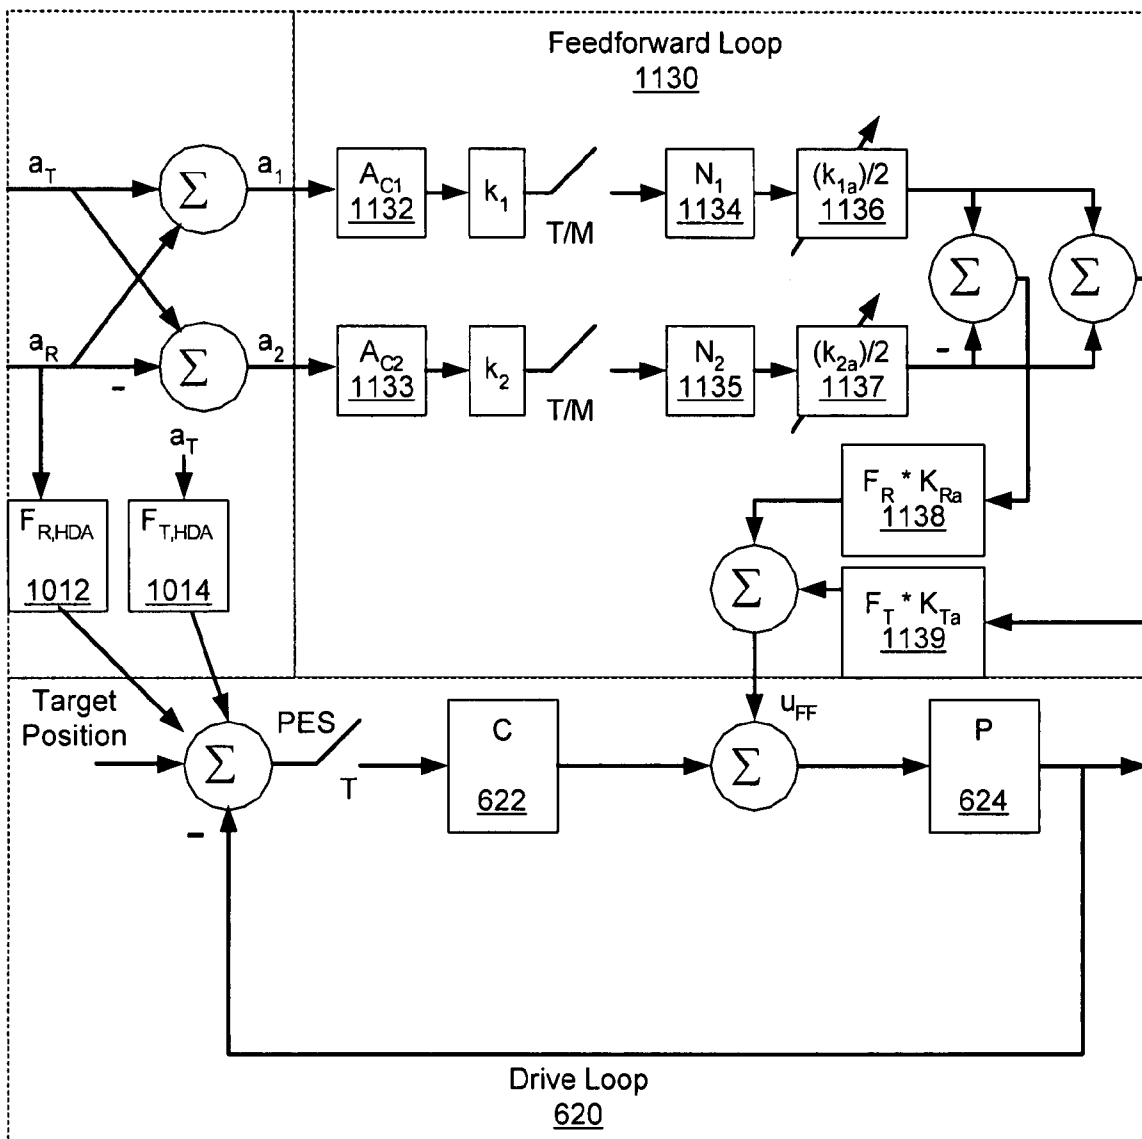 Feedforward Loop
1130
a_T
Σ
a_1
A_C1
1132
k_1
T/M
N_1
1134
(k_1a)/2
1136
Σ
Σ
a_R
-
Σ
a_2
A_C2
1133
k_2
T/M
N_2
1135
(k_2a)/2
1137
-
a_T
F_R,HDA
1012
F_T,HDA
1014
F_R * K_Ra
1138
Σ
F_T * K_Ta
1139
Target
Position
Σ
-
PES
T
C
622
u_FF
Σ
P
624
Drive Loop
620